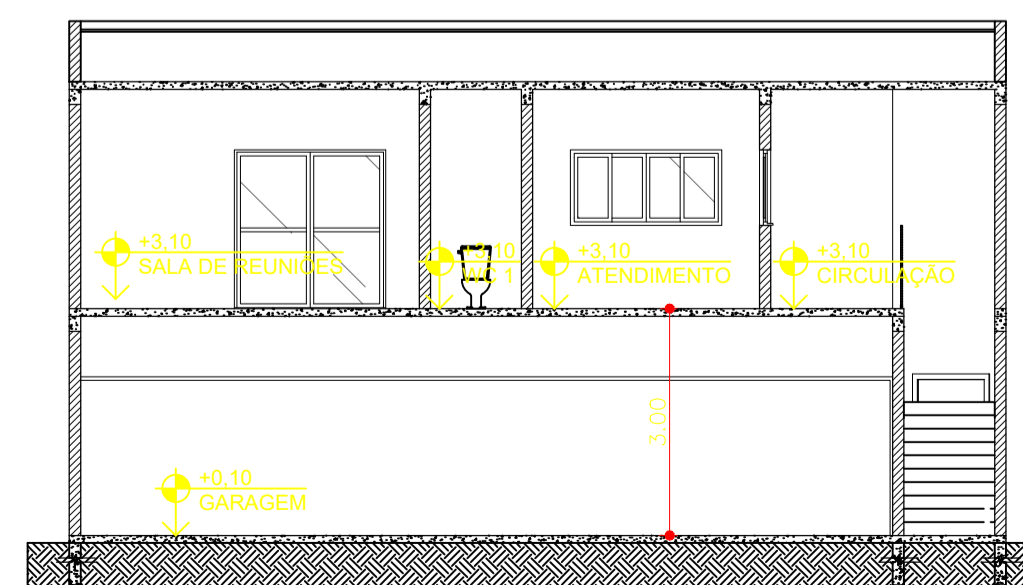 +3,10
SALA DE REUNIÕES
+3,10
WC 1
+3,10
ATENDIMENTO
+3,10
CIRCULAÇÃO
3.00
+0,10
GARAGEM